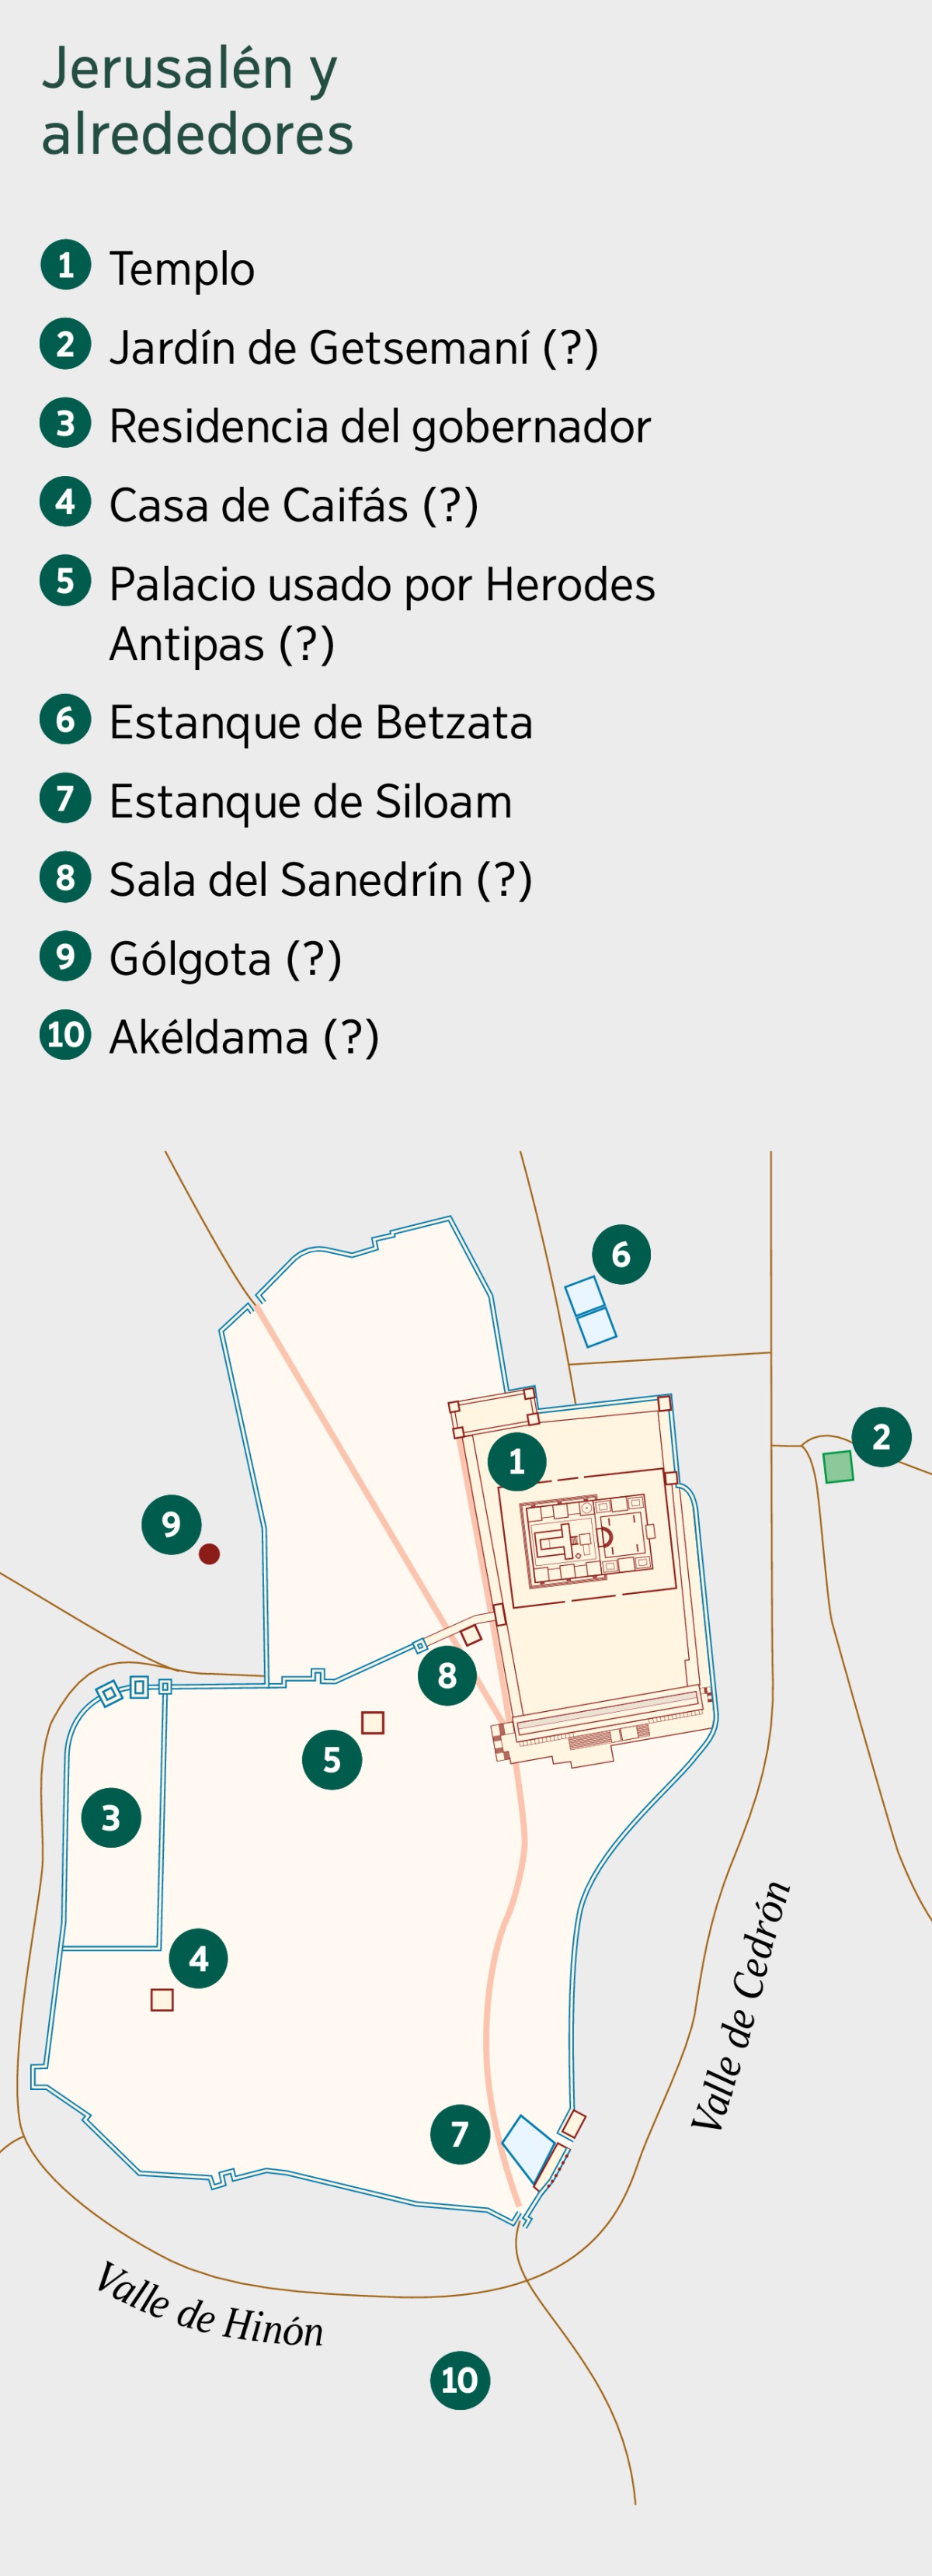 Jerusalén y
alrededores
1 Templo
2 Jardín de Getsemaní (?)
3 Residencia del gobernador
4 Casa de Caifás (?)
5 Palacio usado por Herodes
Antipas (?)
6 Estanque de Betzata
7 Estanque de Siloam
8 Sala del Sanedrín (?)
9 Gólgota (?)
10 Akéldama (?)
6
2
1
9
8
5
3
4
Valle de Cedrón
7
Valle de Hinón
10